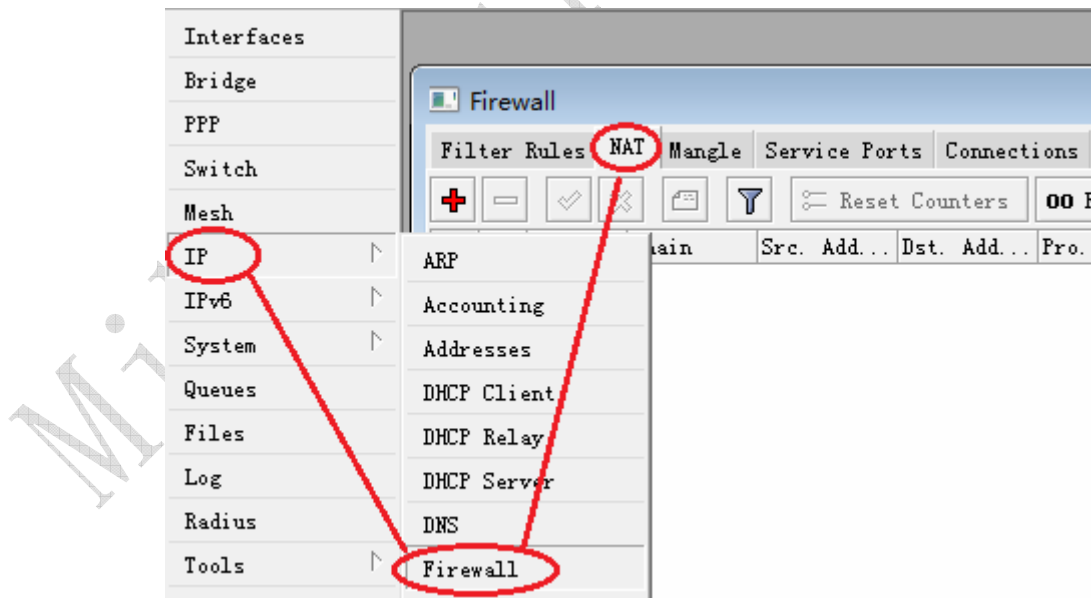 Interfaces
Bridge
PPP
Switch
Mesh
IP
IPv6
System
Queues
Files
Log
Radius
Tools
ARP
Accounting
Addresses
DHCP Client
DHCP Relay
DHCP Server
DNS
Firewall
Firewall
Filter Rules NAT Mangle Service Ports Connections
Reset Counters 00
Src. Add... Dst. Add... Pro.